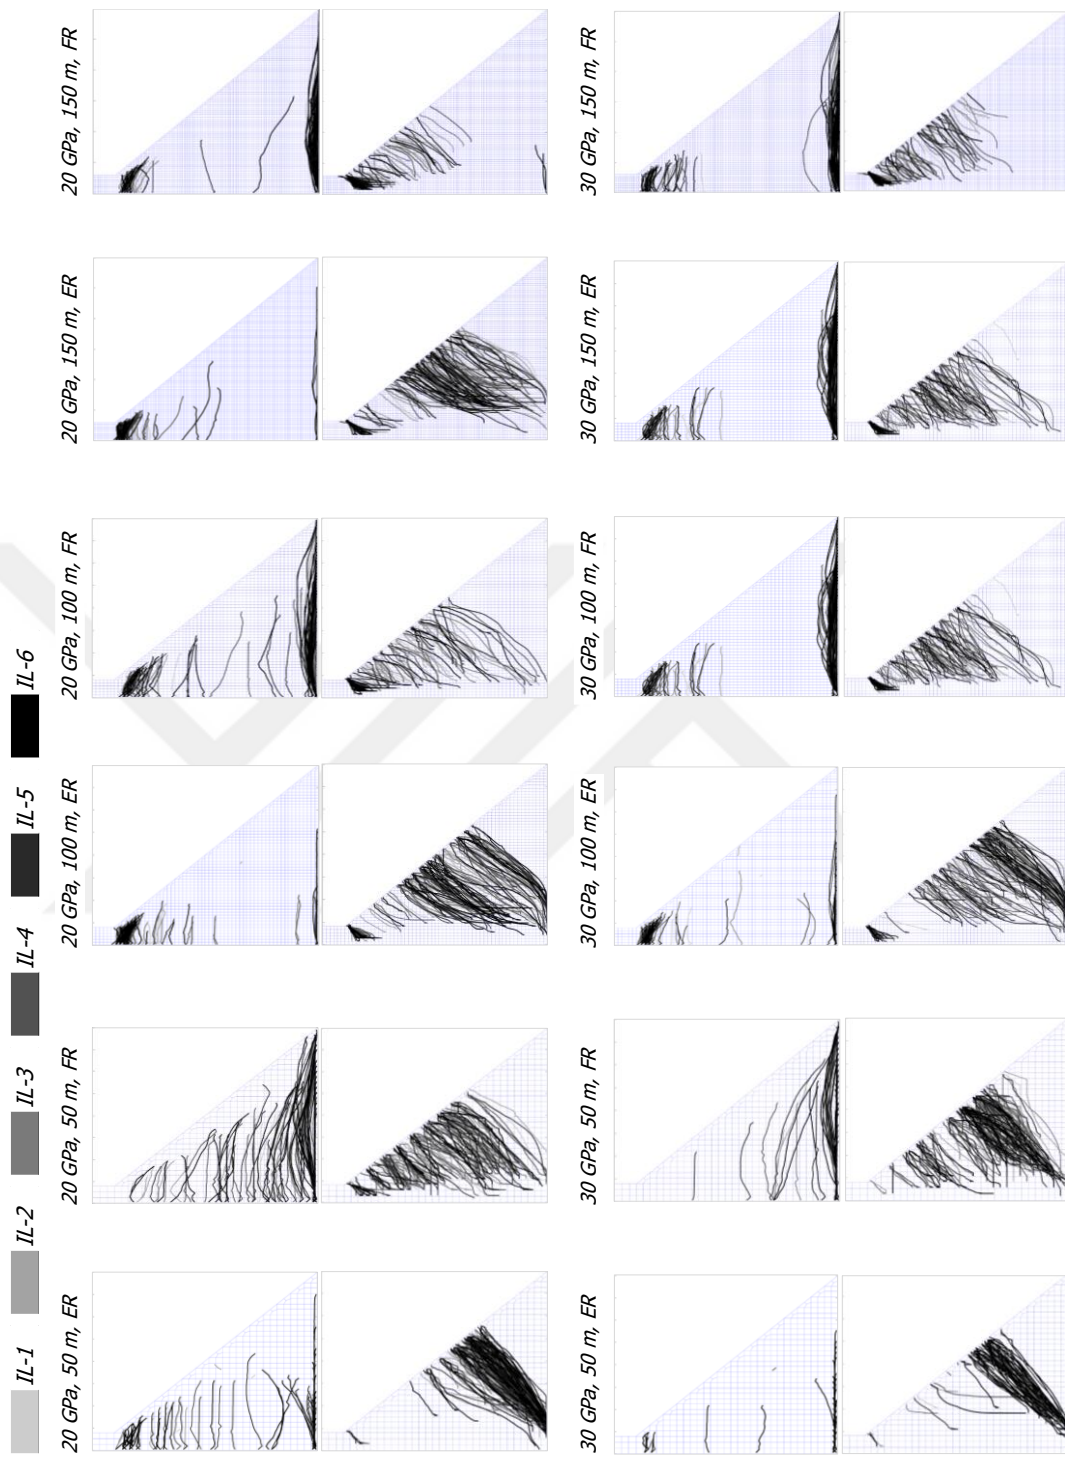 20 GPa, 150 m, FR
30 GPa, 150 m, FR
20 GPa, 150 m, ER
30 GPa, 150 m, ER
20 GPa, 100 m, FR
30 GPa, 100 m, FR
20 GPa, 100 m, ER
30 GPa, 100 m, ER
20 GPa, 50 m, FR
30 GPa, 50 m, FR
20 GPa, 50 m, ER
30 GPa, 50 m, ER
IL-1
IL-2
IL-3
IL-4
IL-5
IL-6